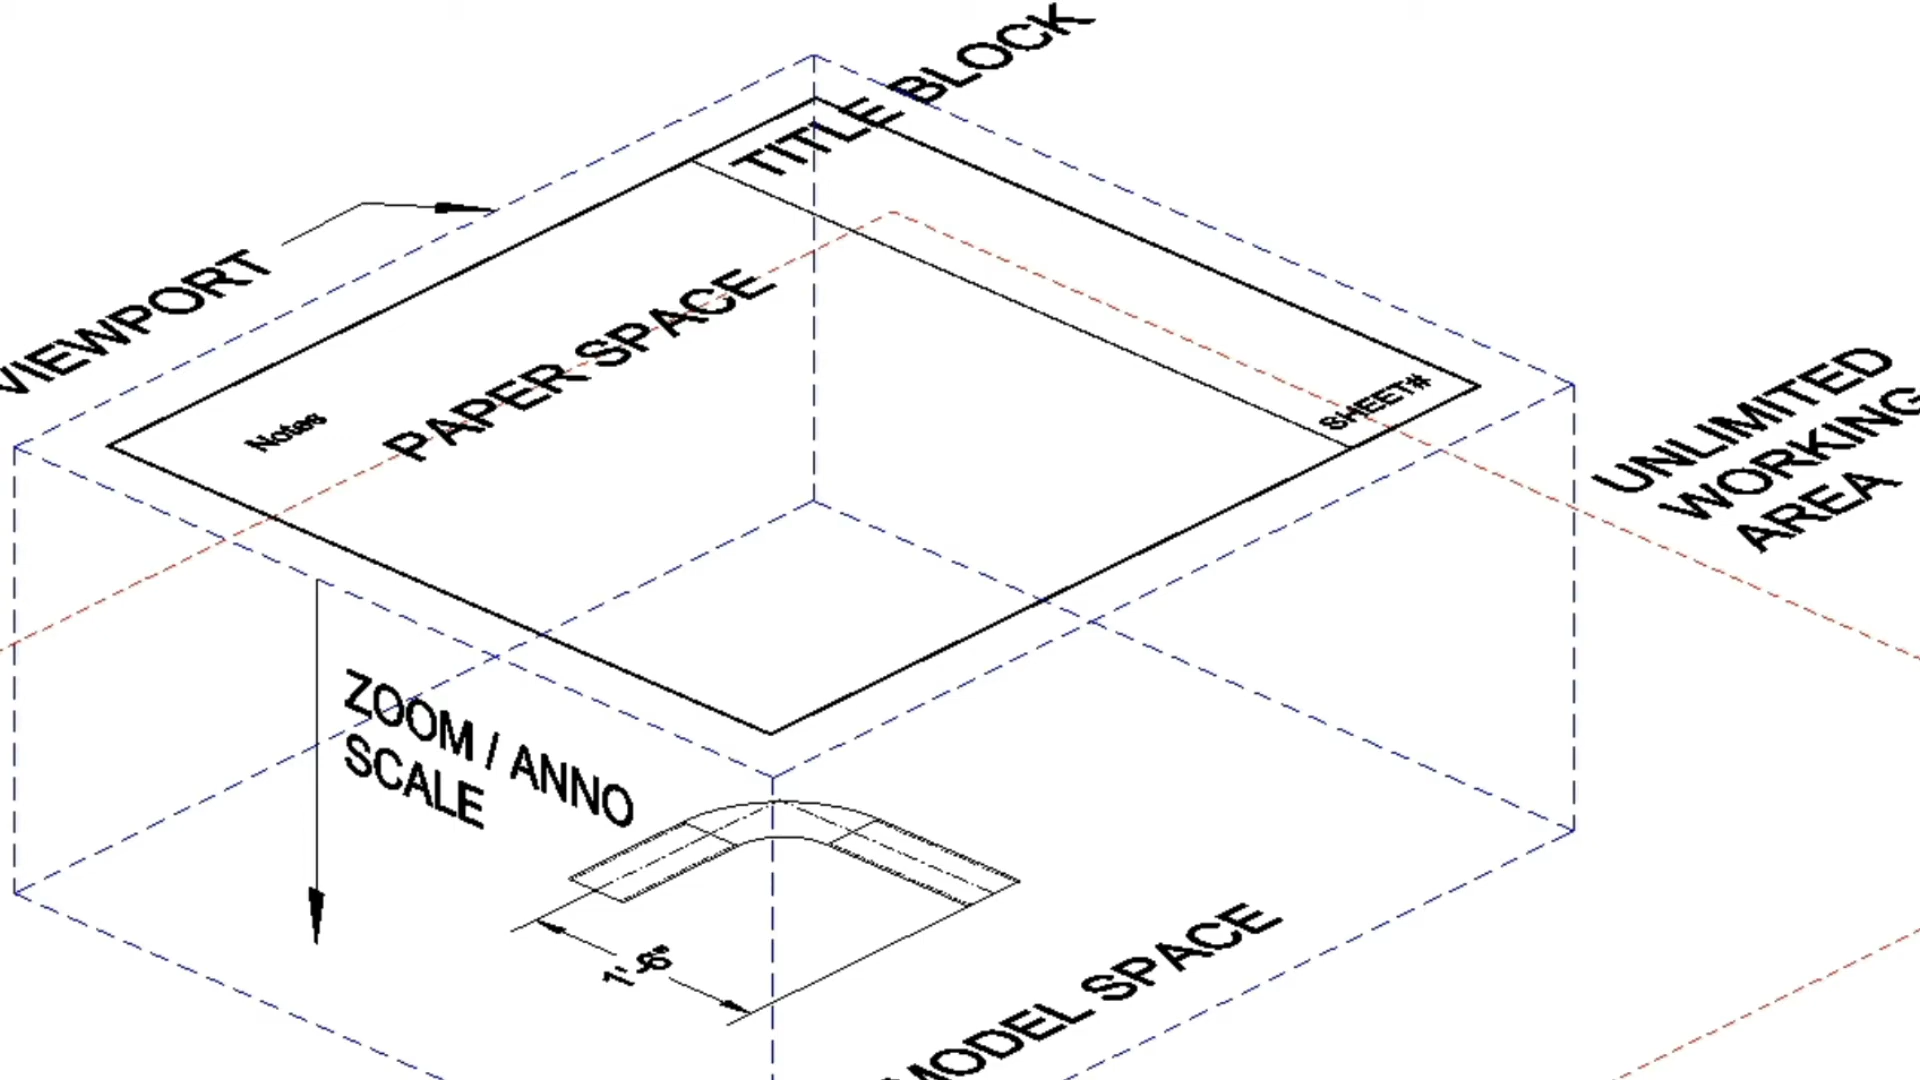 TITLE BLOCK
VIEWPORT
PAPER SPACE
Notes
SHEET#
UNLIMITED
WORKING
AREA
ZOOM / ANNO
SCALE
1'-6"
MODEL SPACE